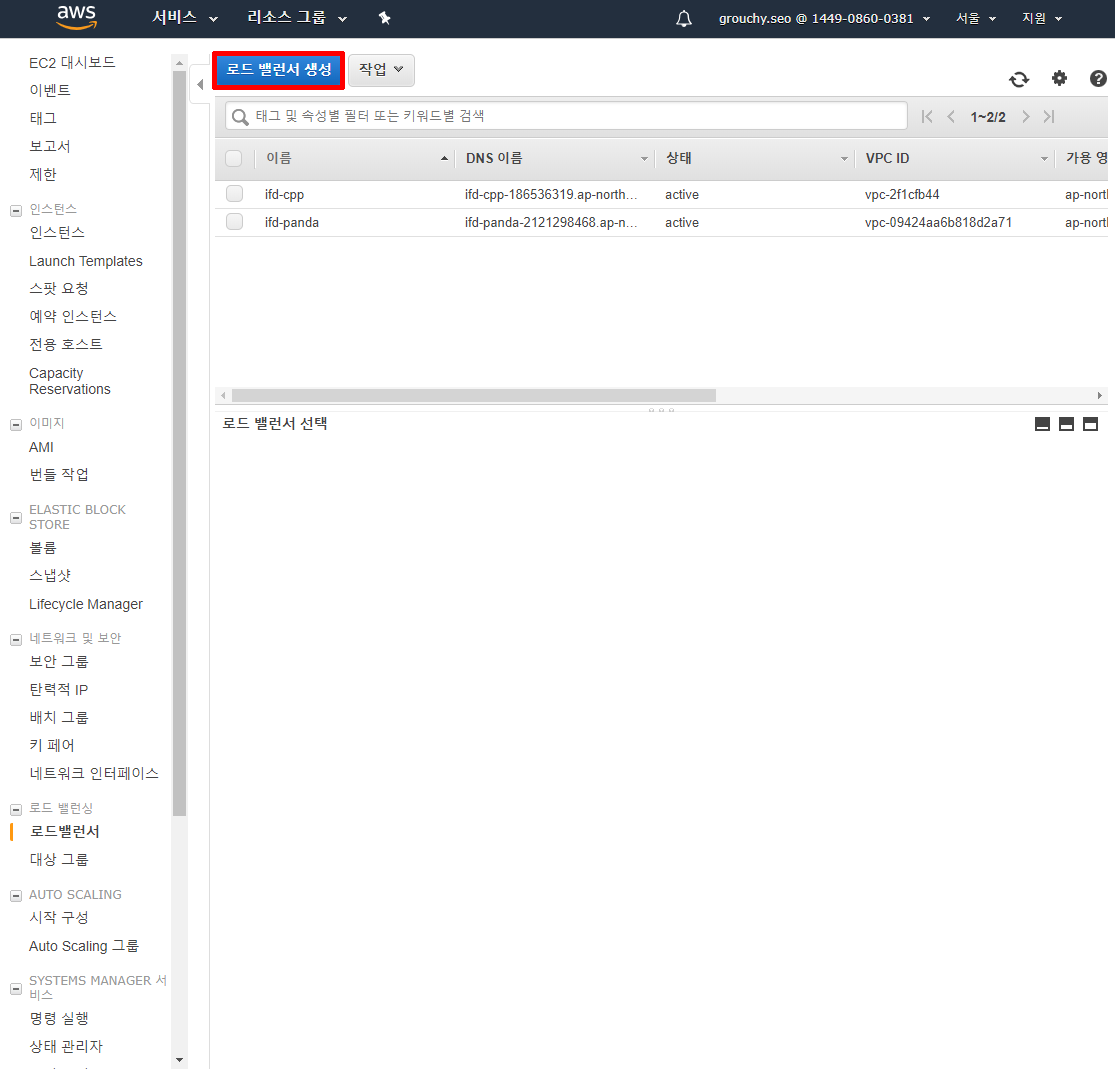 aws
서비스
리소스 그룹
grouchy.seo @ 1449-0860-0381
서울
지원
EC2 대시보드
이벤트
태그
보고서
제한
인스턴스
인스턴스
Launch Templates
스팟 요청
예약 인스턴스
전용 호스트
Capacity
Reservations
이미지
AMI
번들 작업
ELASTIC BLOCK
STORE
볼륨
스냅샷
Lifecycle Manager
네트워크 및 보안
보안 그룹
탄력적 IP
배치 그룹
키 페어
네트워크 인터페이스
로드 밸런싱
로드밸런서
대상 그룹
AUTO SCALING
시작 구성
Auto Scaling 그룹
SYSTEMS MANAGER 서
비스
명령 실행
상태 관리자
로드 밸런서 생성
작업
태그 및 속성별 필터 또는 키워드별 검색
1~2/2
이름 DNS 이름 상태 VPC ID 가용 영
ifd-cpp ifd-cpp-186536319.ap-north... active vpc-2f1cfb44 ap-nort
ifd-panda ifd-panda-2121298468.ap-n... active vpc-09424aa6b818d2a71 ap-nort
로드 밸런서 선택